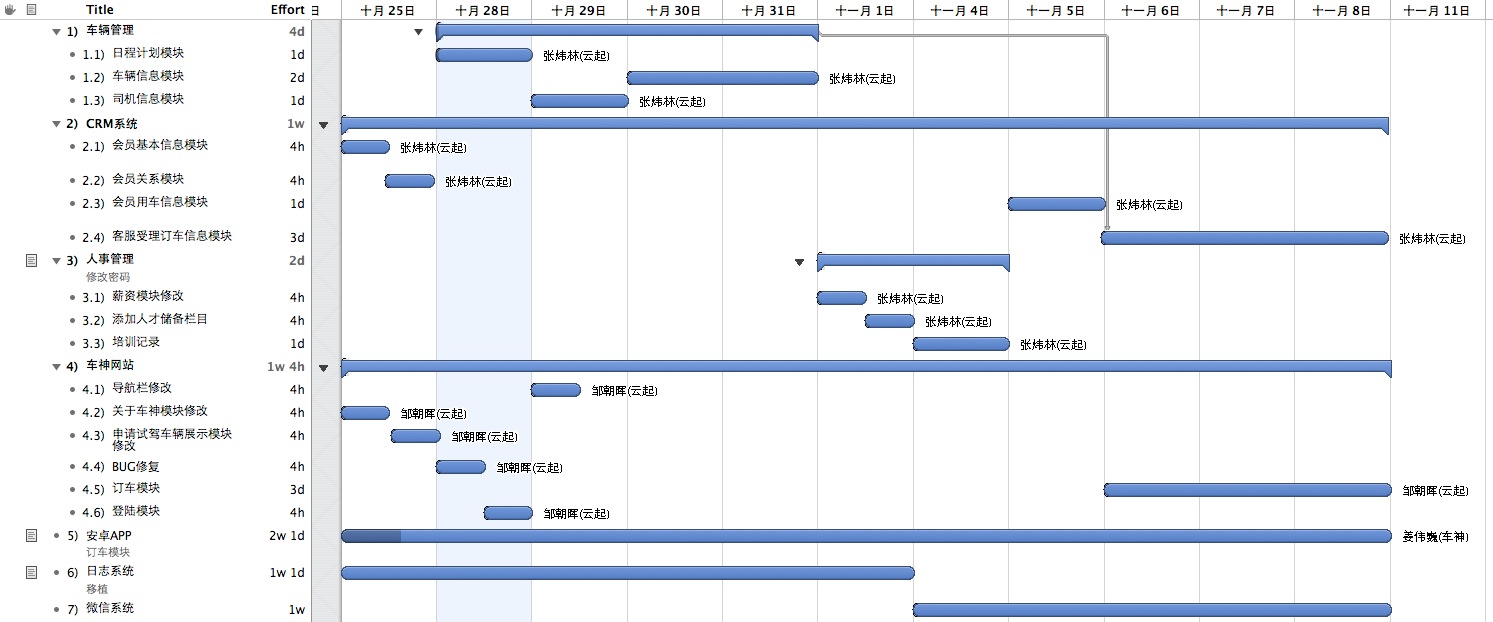 Title Effort 日 十月 25日 十月 28日 十月 29日 十月 30日 十月 31日 十一月 1日 十一月 4日 十一月 5日 十一月 6日 十一月 7日 十一月 8日 十一月 11日
1) 车辆管理 4d
1.1) 日程计划模块 1d 张炜林(云起)
1.2) 车辆信息模块 2d 张炜林(云起)
1.3) 司机信息模块 1d 张炜林(云起)
2) CRM系统 1w
2.1) 会员基本信息模块 4h 张炜林(云起)
2.2) 会员关系模块 4h 张炜林(云起)
2.3) 会员用车信息模块 1d 张炜林(云起)
2.4) 客服受理订车信息模块 3d 张炜林(云起)
3) 人事管理 2d
修改密码
3.1) 薪资模块修改 4h 张炜林(云起)
3.2) 添加人才储备栏目 4h 张炜林(云起)
3.3) 培训记录 1d 张炜林(云起)
4) 车神网站 1w 4h
4.1) 导航栏修改 4h 邹朝晖(云起)
4.2) 关于车神模块修改 4h 邹朝晖(云起)
4.3) 申请试驾车辆展示模块 4h 邹朝晖(云起)
修改
4.4) BUG修复 4h 邹朝晖(云起)
4.5) 订车模块 3d 邹朝晖(云起)
4.6) 登陆模块 4h 邹朝晖(云起)
5) 安卓APP 2w 1d 姜伟巍(车神)
订车模块
6) 日志系统 1w 1d
移植
7) 微信系统 1w